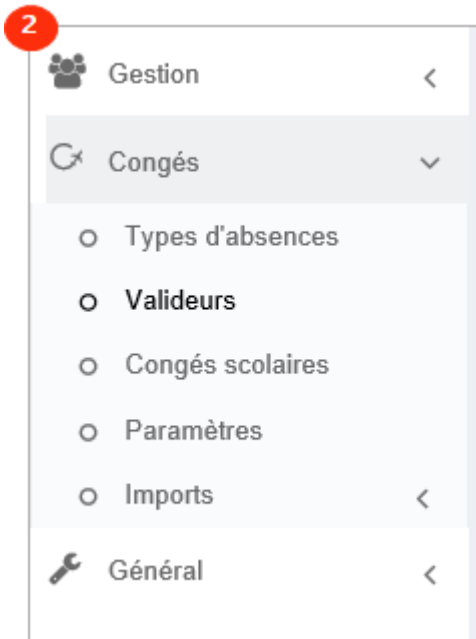 2
Gestion
Congés
Types d'absences
Valideurs
Congés scolaires
Paramètres
Imports
Général